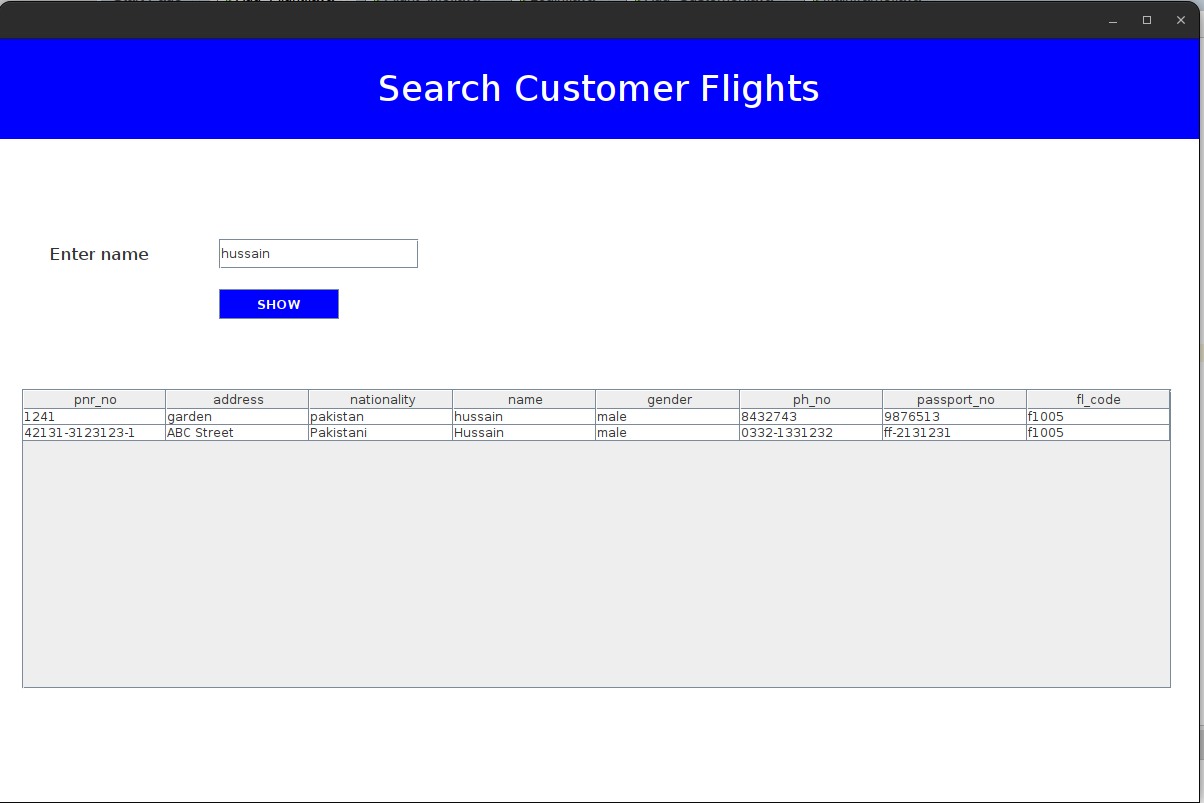 Search Customer Flights
Enter name hussain
SHOW
pnr_no address nationality name gender ph_no passport_no fl_code
1241 garden pakistan hussain male 8432743 9876513 f1005
42131-3123123-1 ABC Street Pakistani Hussain male 0332-1331232 ff-2131231 f1005